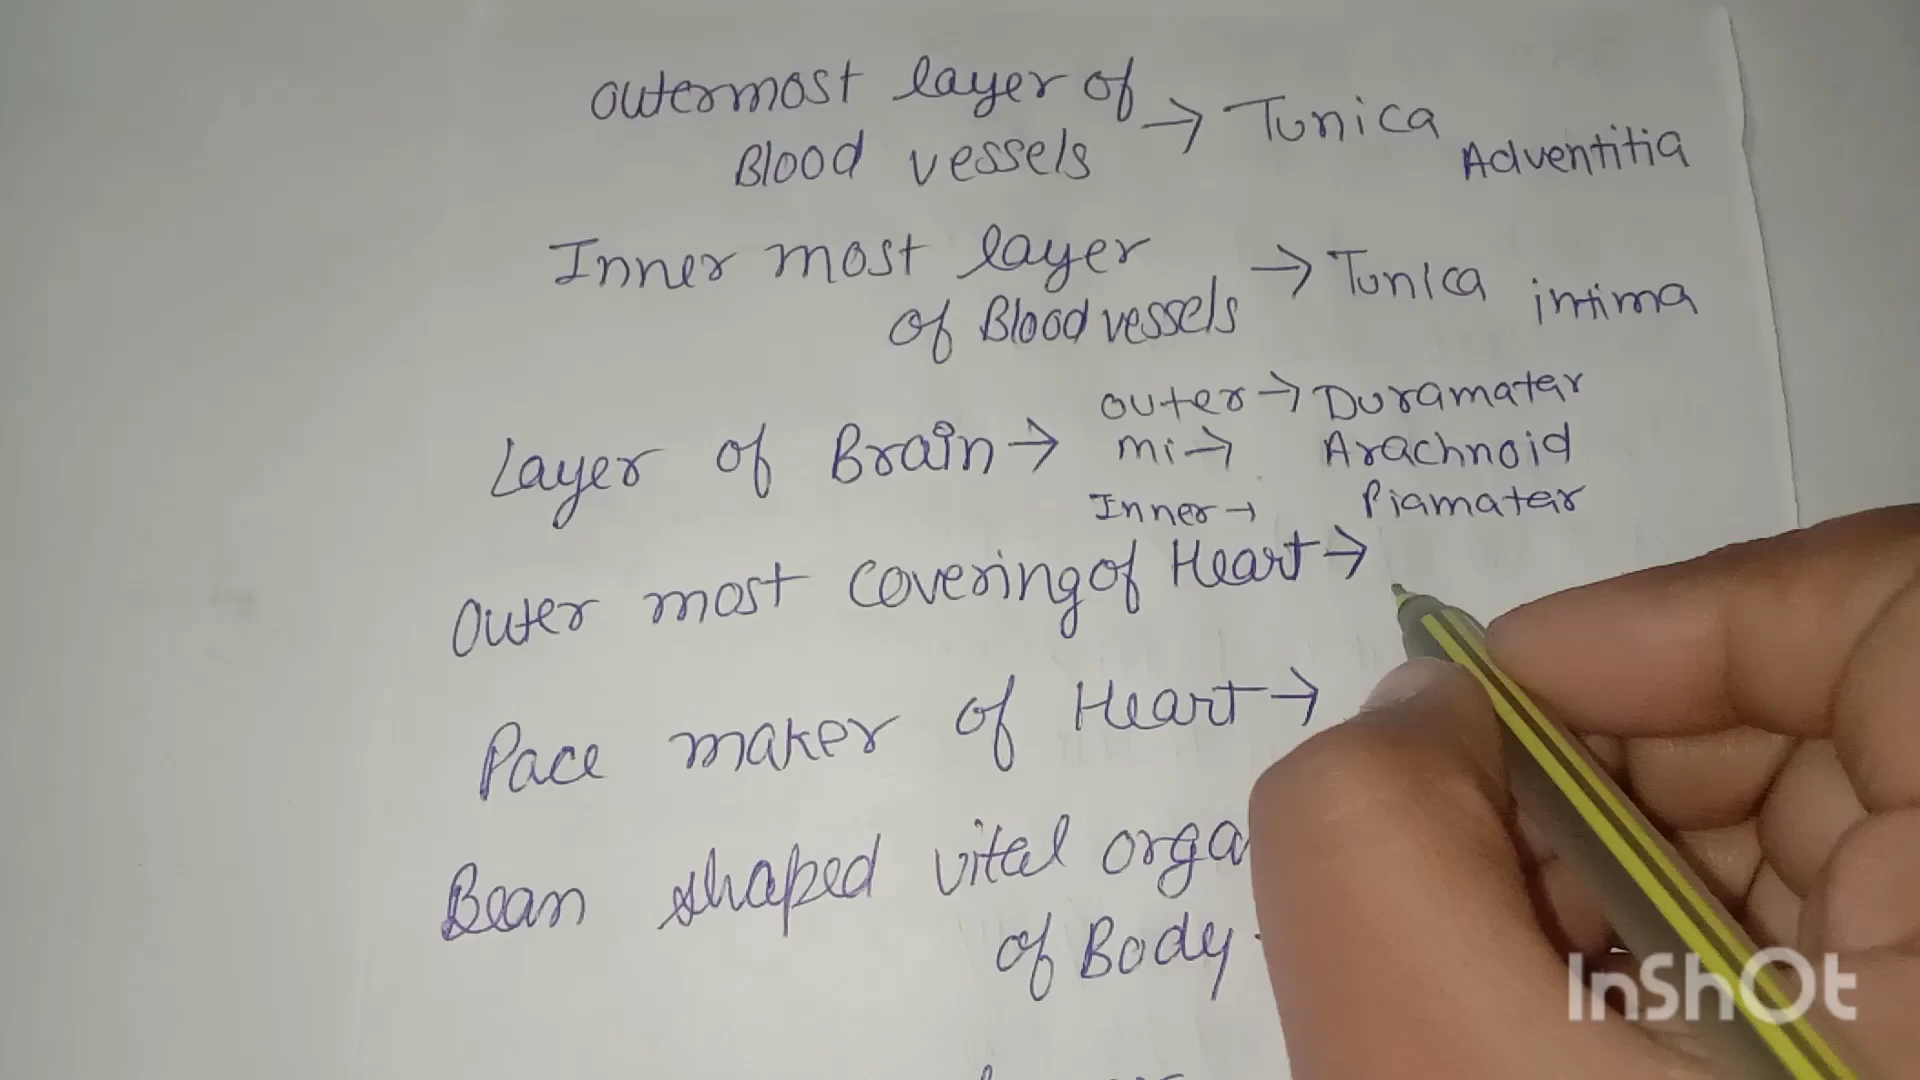 Outermost layer of
Blood vessels → Tunica Adventitia
Inner most layer
of Blood vessels → Tunica intima
Layer of Brain → outer → Duramater
mi → Arachnoid
Inner → Piamater
Outer most covering of Heart →
Pace maker of Heart →
Bean shaped vital orga
of Body
InShOt